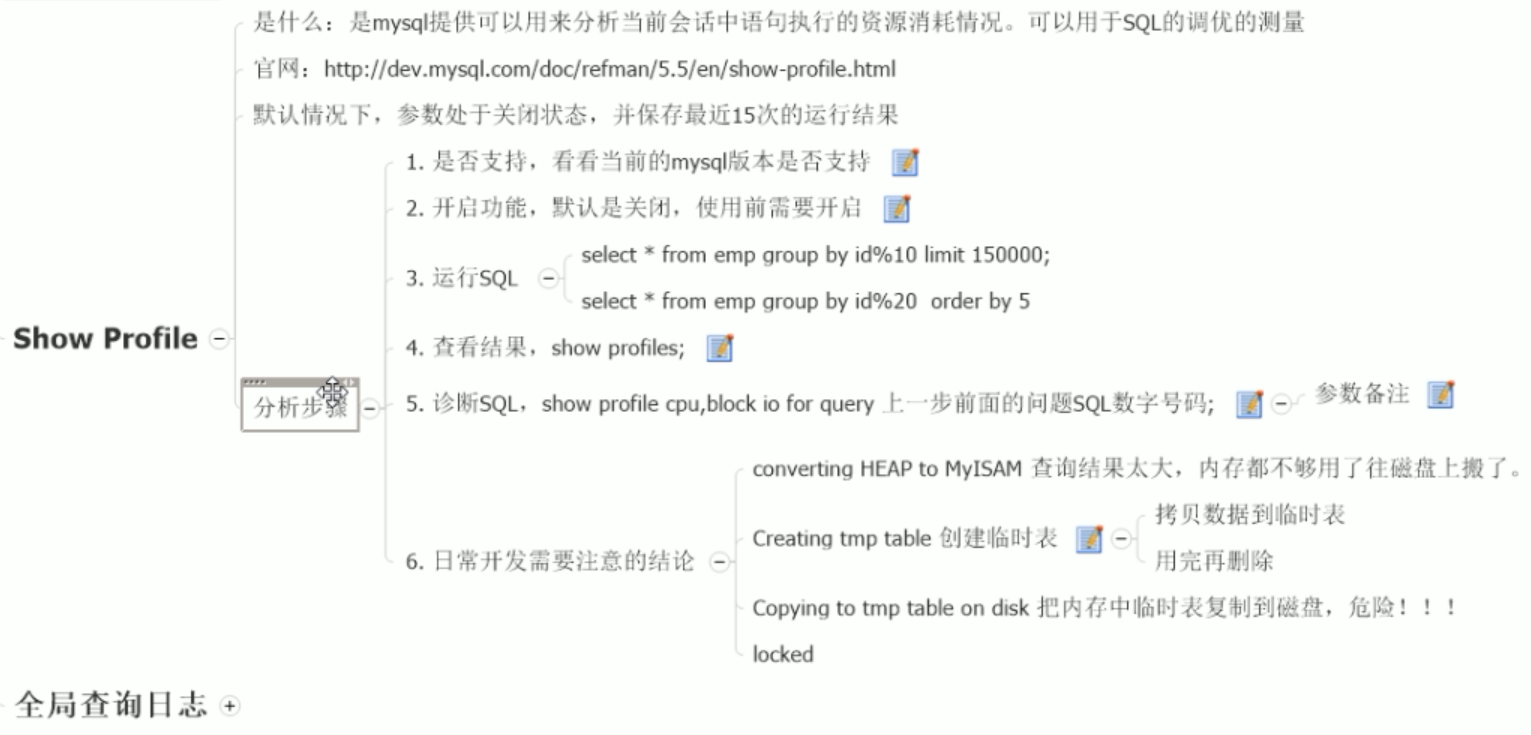 是什么：是mysql提供可以用来分析当前会话中语句执行的资源消耗情况。可以用于SQL的调优的测量
官网：http://dev.mysql.com/doc/refman/5.5/en/show-profile.html
默认情况下，参数处于关闭状态，并保存最近15次的运行结果
1. 是否支持，看看当前的mysql版本是否支持
2. 开启功能，默认是关闭，使用前需要开启
select * from emp group by id%10 limit 150000;
3. 运行SQL
select * from emp group by id%20  order by 5
Show Profile
4. 查看结果，show profiles;
分析步骤
5. 诊断SQL，show profile cpu,block io for query 上一步前面的问题SQL数字号码;
参数备注
converting HEAP to MyISAM 查询结果太大，内存都不够用了往磁盘上搬了。
拷贝数据到临时表
Creating tmp table 创建临时表
用完再删除
6. 日常开发需要注意的结论
Copying to tmp table on disk 把内存中临时表复制到磁盘，危险！！！
locked
全局查询日志